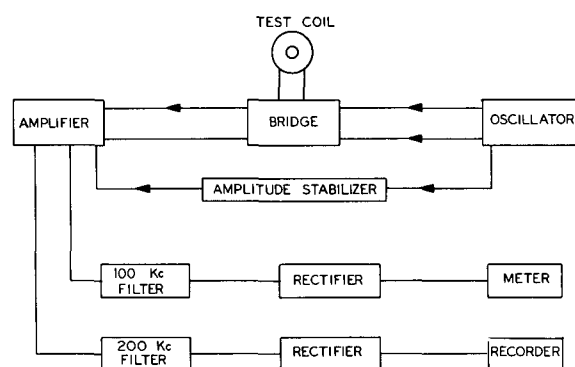 TEST COIL
AMPLIFIER
BRIDGE
OSCILLATOR
AMPLITUDE STABILIZER
100 Kc
FILTER
RECTIFIER
METER
200 Kc
FILTER
RECTIFIER
RECORDER